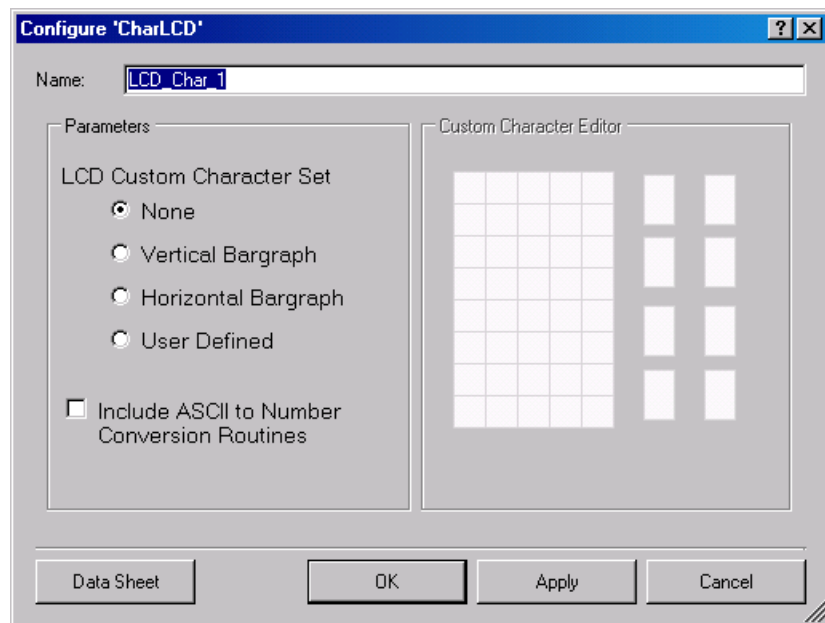 Configure 'CharLCD'
Name: LCD_Char_1
Parameters
LCD Custom Character Set
None
Vertical Bargraph
Horizontal Bargraph
User Defined
Include ASCII to Number
Conversion Routines
Custom Character Editor
Data Sheet OK Apply Cancel